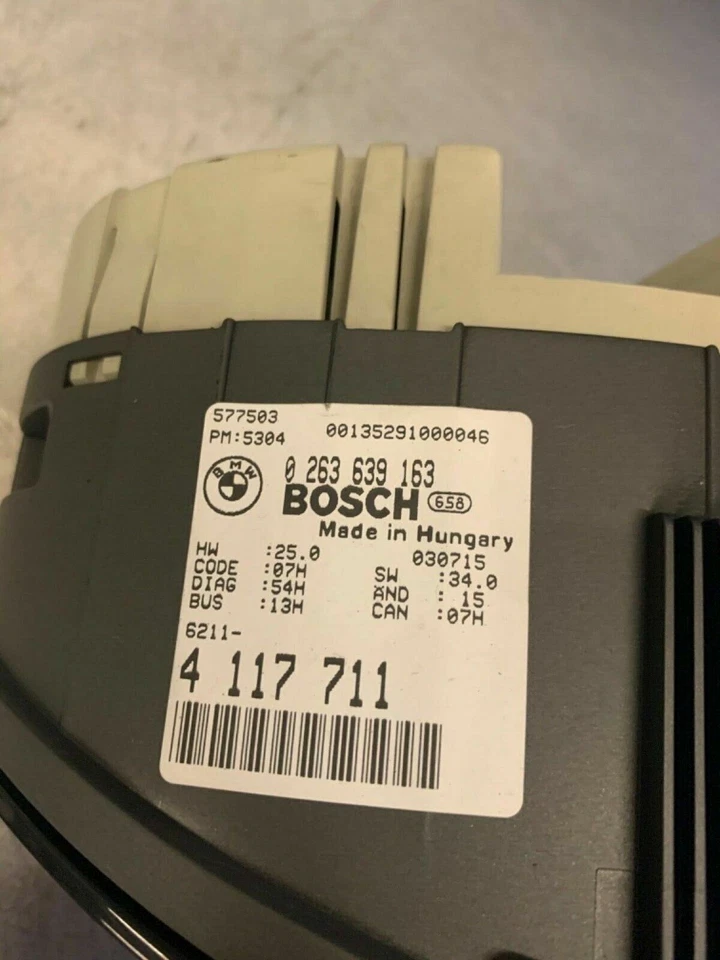 577503
PM:5304 00135291000046
BMW 0 263 639 163
BOSCH 658
Made in Hungary
HW :25.0 030715
CODE :07H SW :34.0
DIAG :54H AND : 15
BUS :13H CAN :07H
6211-
4 117 711